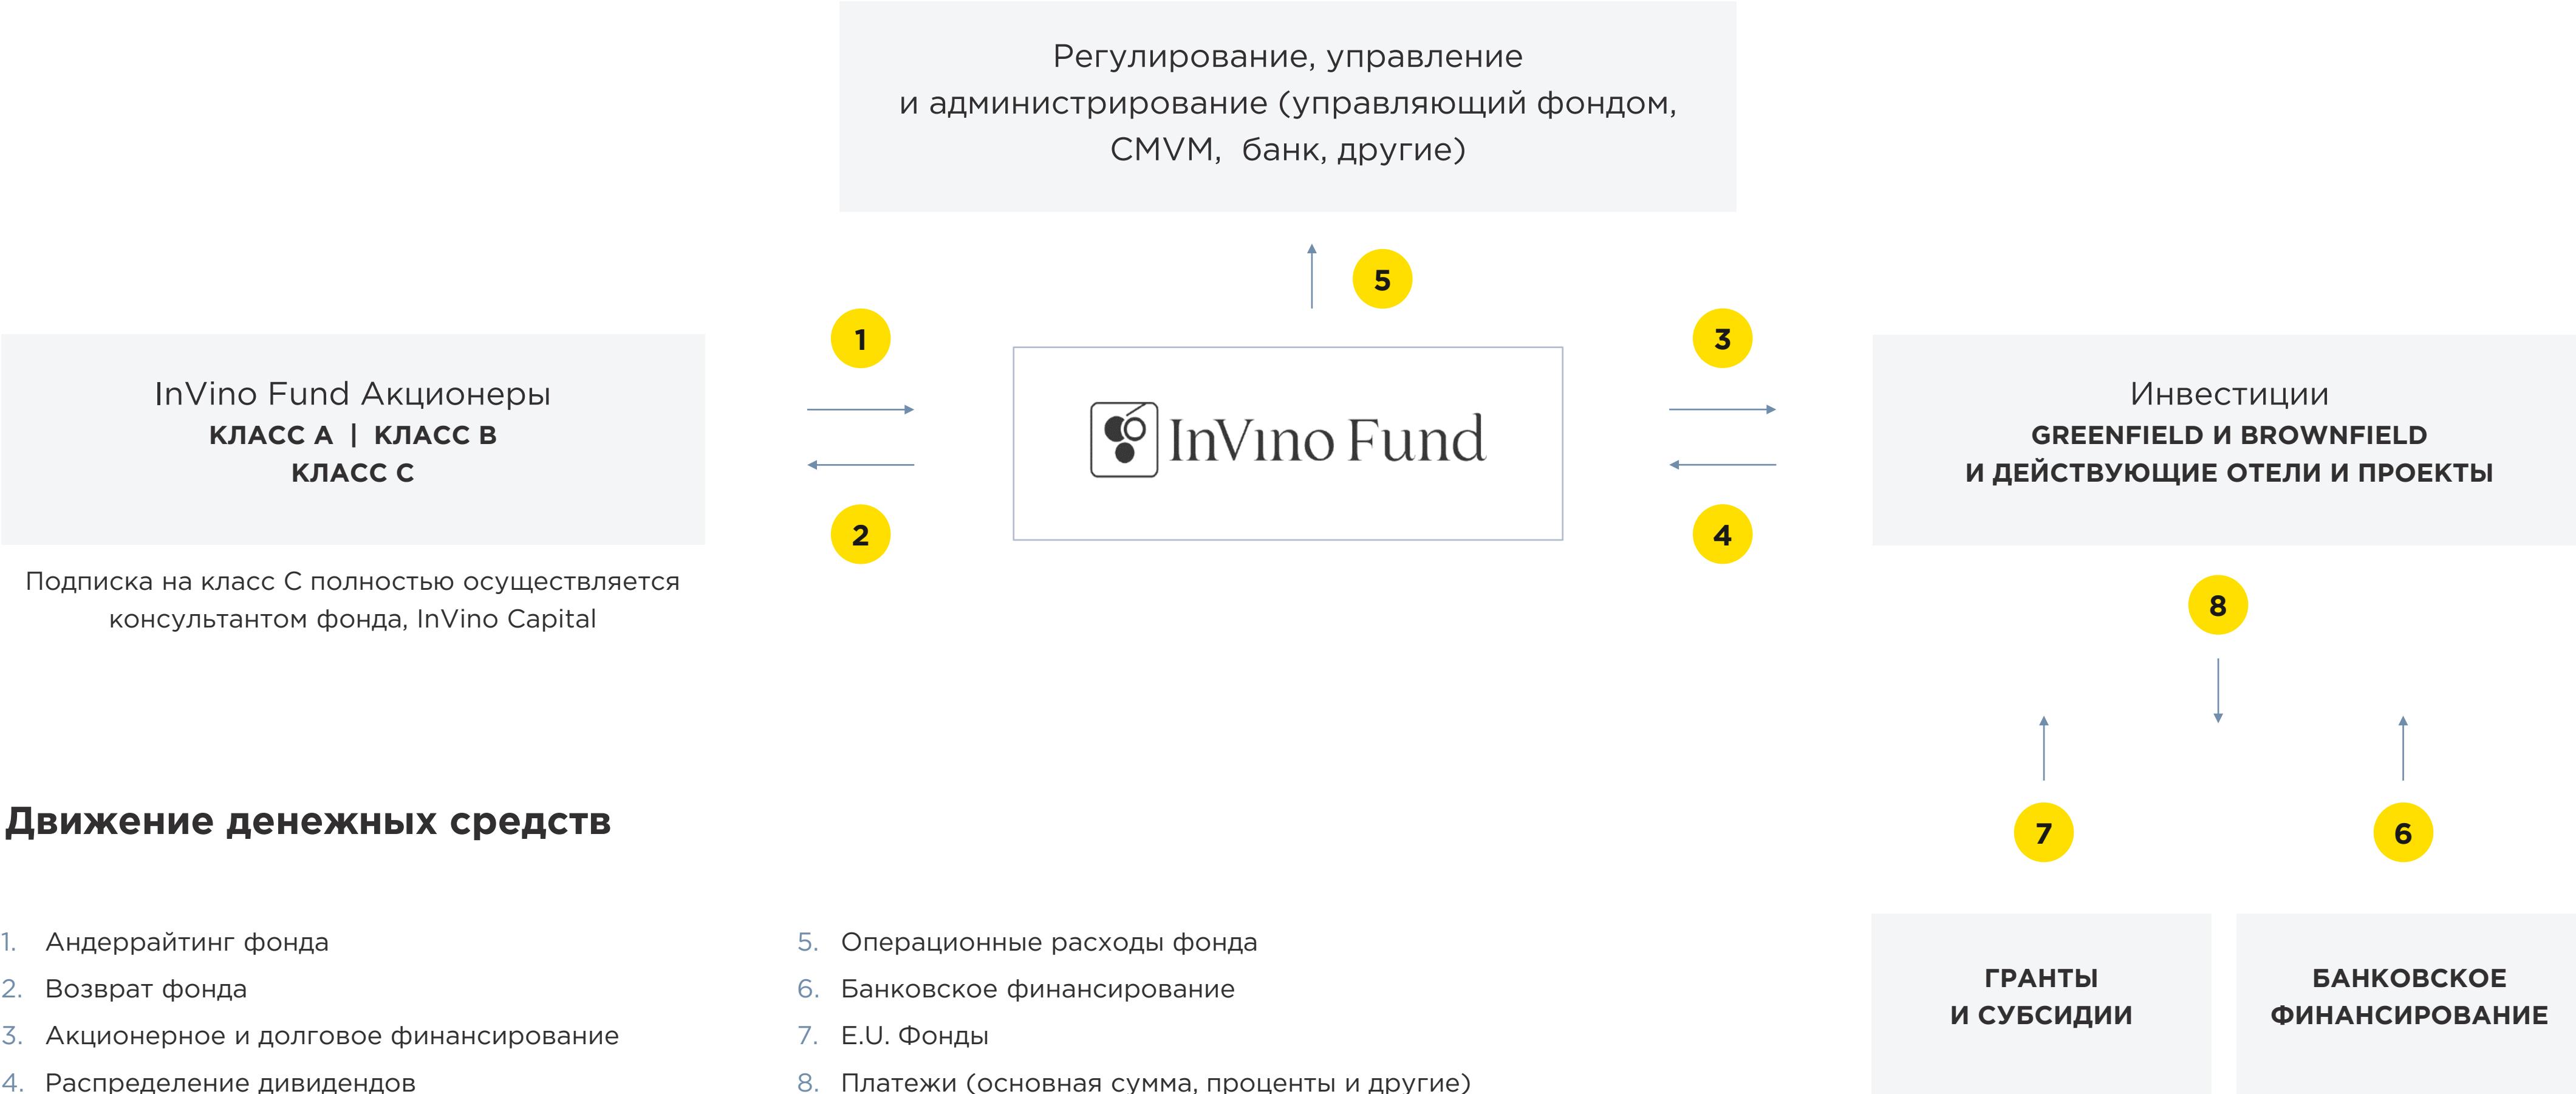 Регулирование, управление
и администрирование (управляющий фондом,
CMVM, банк, другие)
5
1
3
InVino Fund Акционеры
КЛАСС A | КЛАСС B
КЛАСС C
InVino Fund
Инвестиции
GREENFIELD И BROWNFIELD
И ДЕЙСТВУЮЩИЕ ОТЕЛИ И ПРОЕКТЫ
2
4
Подписка на класс C полностью осуществляется
консультантом фонда, InVino Capital
8
7
6
Движение денежных средств
1. Андеррайтинг фонда
2. Возврат фонда
3. Акционерное и долговое финансирование
4. Распределение дивидендов
5. Операционные расходы фонда
6. Банковское финансирование
7. E.U. Фонды
8. Платежи (основная сумма, проценты и другие)
ГРАНТЫ
И СУБСИДИИ
БАНКОВСКОЕ
ФИНАНСИРОВАНИЕ